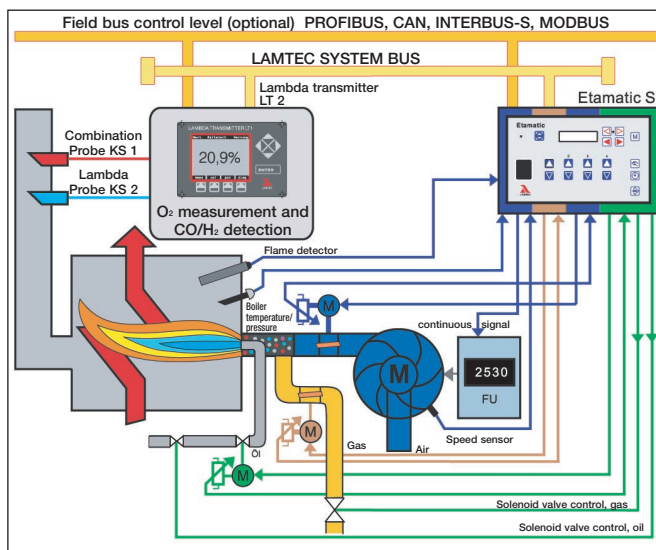 Field bus control level (optional) PROFIBUS, CAN, INTERBUS-S, MODBUS
LAMTEC SYSTEM BUS
Lambda transmitter
LT 2
Etamatic S
Combination
Probe KS 1
Lambda
Probe KS 2
LAMBDA TRANSMITTER LT1
20,9%
ENTER
O₂ measurement and
CO/H₂ detection
Etamatic
M
Flame detector
Boiler
temperature/
pressure
M
continuous signal
M
2530
FU
Speed sensor
Air
Gas
M
Öl
M
Solenoid valve control, gas
Solenoid valve control, oil